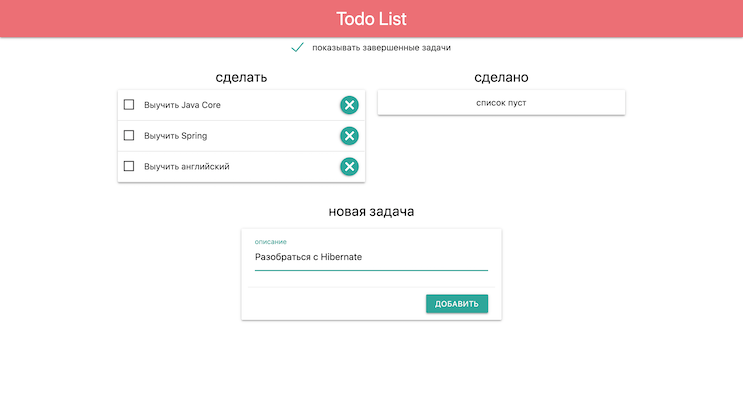 Todo List
показывать завершенные задачи
сделать
Выучить Java Core
Выучить Spring
Выучить английский
сделано
список пуст
новая задача
описание
Разобраться с Hibernate
ДОБАВИТЬ